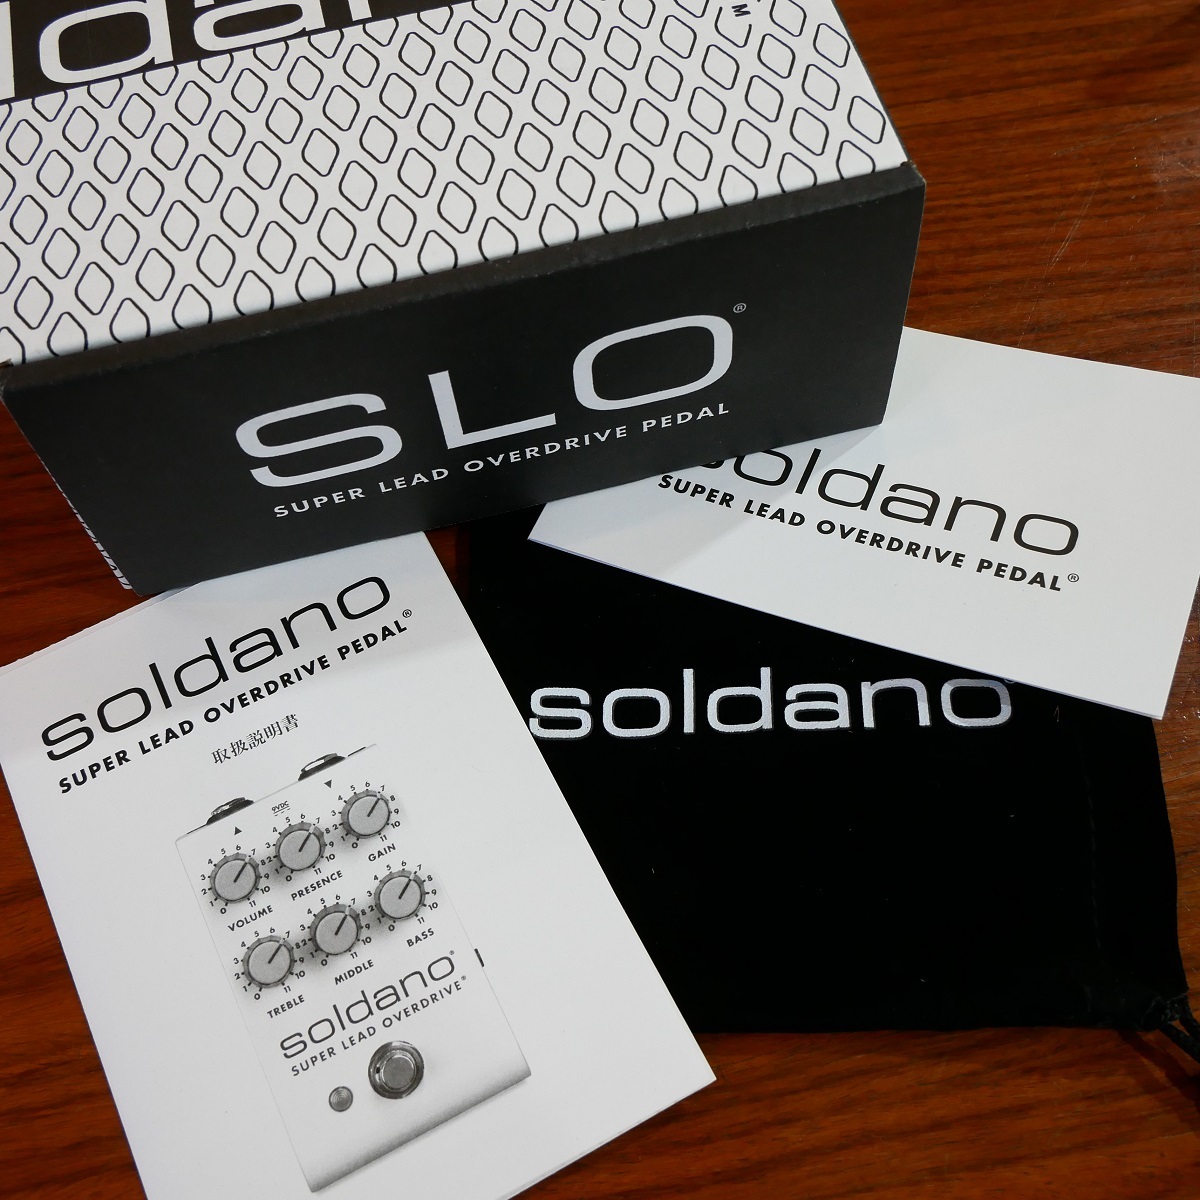 SLO®
SUPER LEAD OVERDRIVE PEDAL
soldano
SUPER LEAD OVERDRIVE PEDAL®
soldano
soldano
SUPER LEAD OVERDRIVE PEDAL®
取扱説明書
9VDC
VOLUME PRESENCE GAIN
TREBLE MIDDLE BASS
soldano®
SUPER LEAD OVERDRIVE®